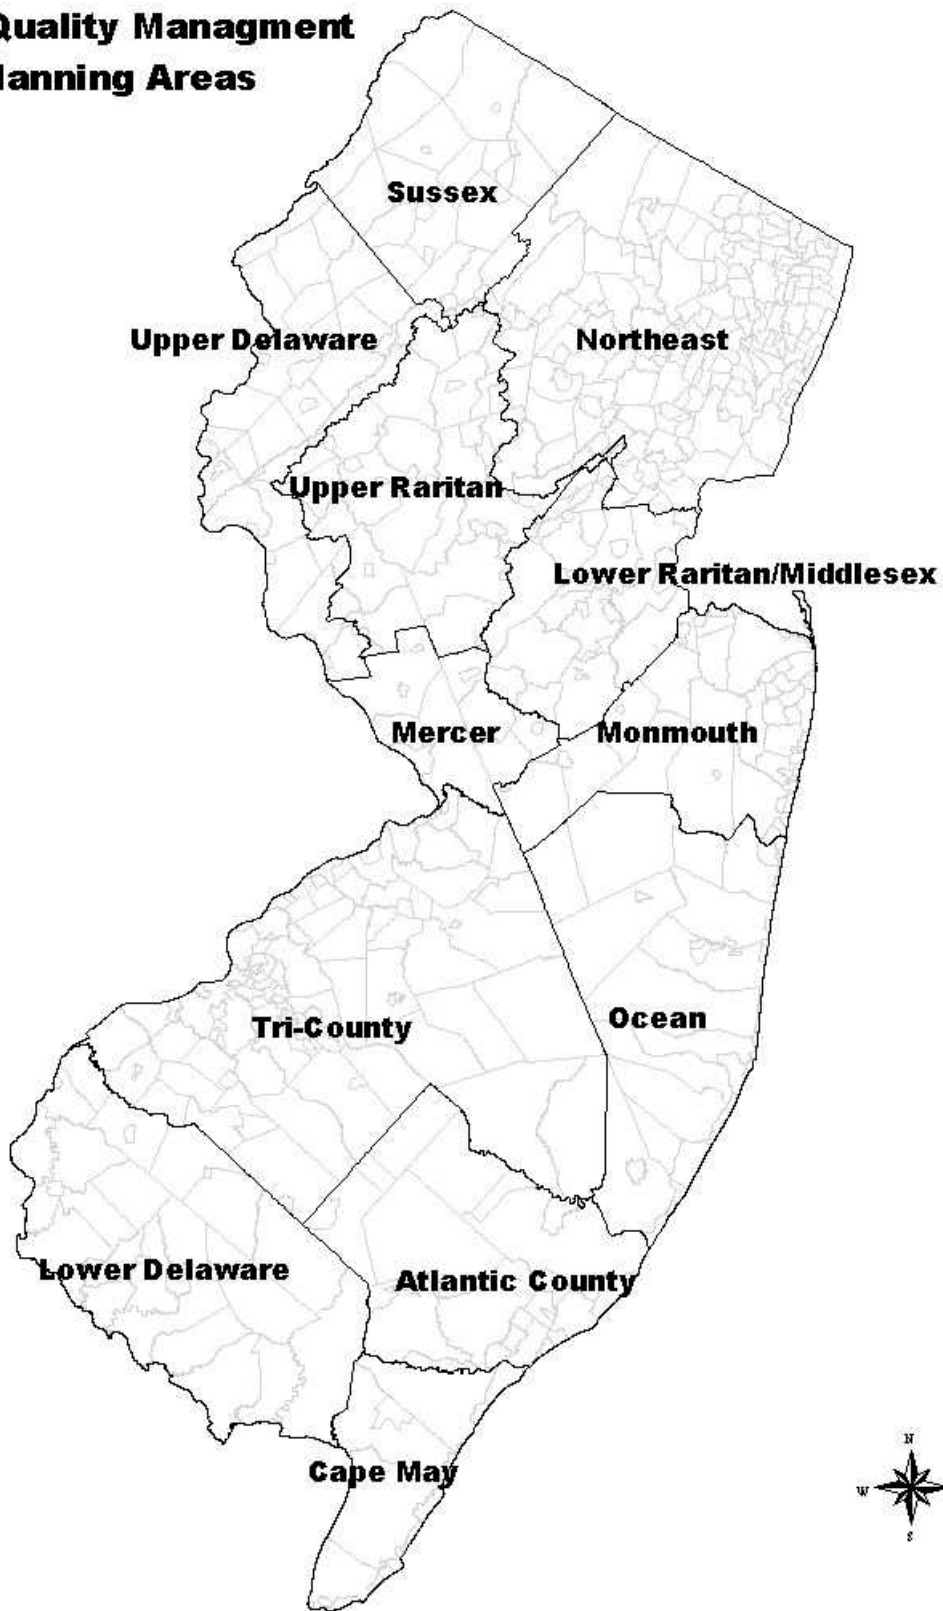 Quality Managment
lanning Areas
Sussex
Upper Delaware
Northeast
Upper Raritan
Lower Raritan/Middlesex
Mercer
Monmouth
Tri-County
Ocean
Lower Delaware
Atlantic County
Cape May
N
W
S